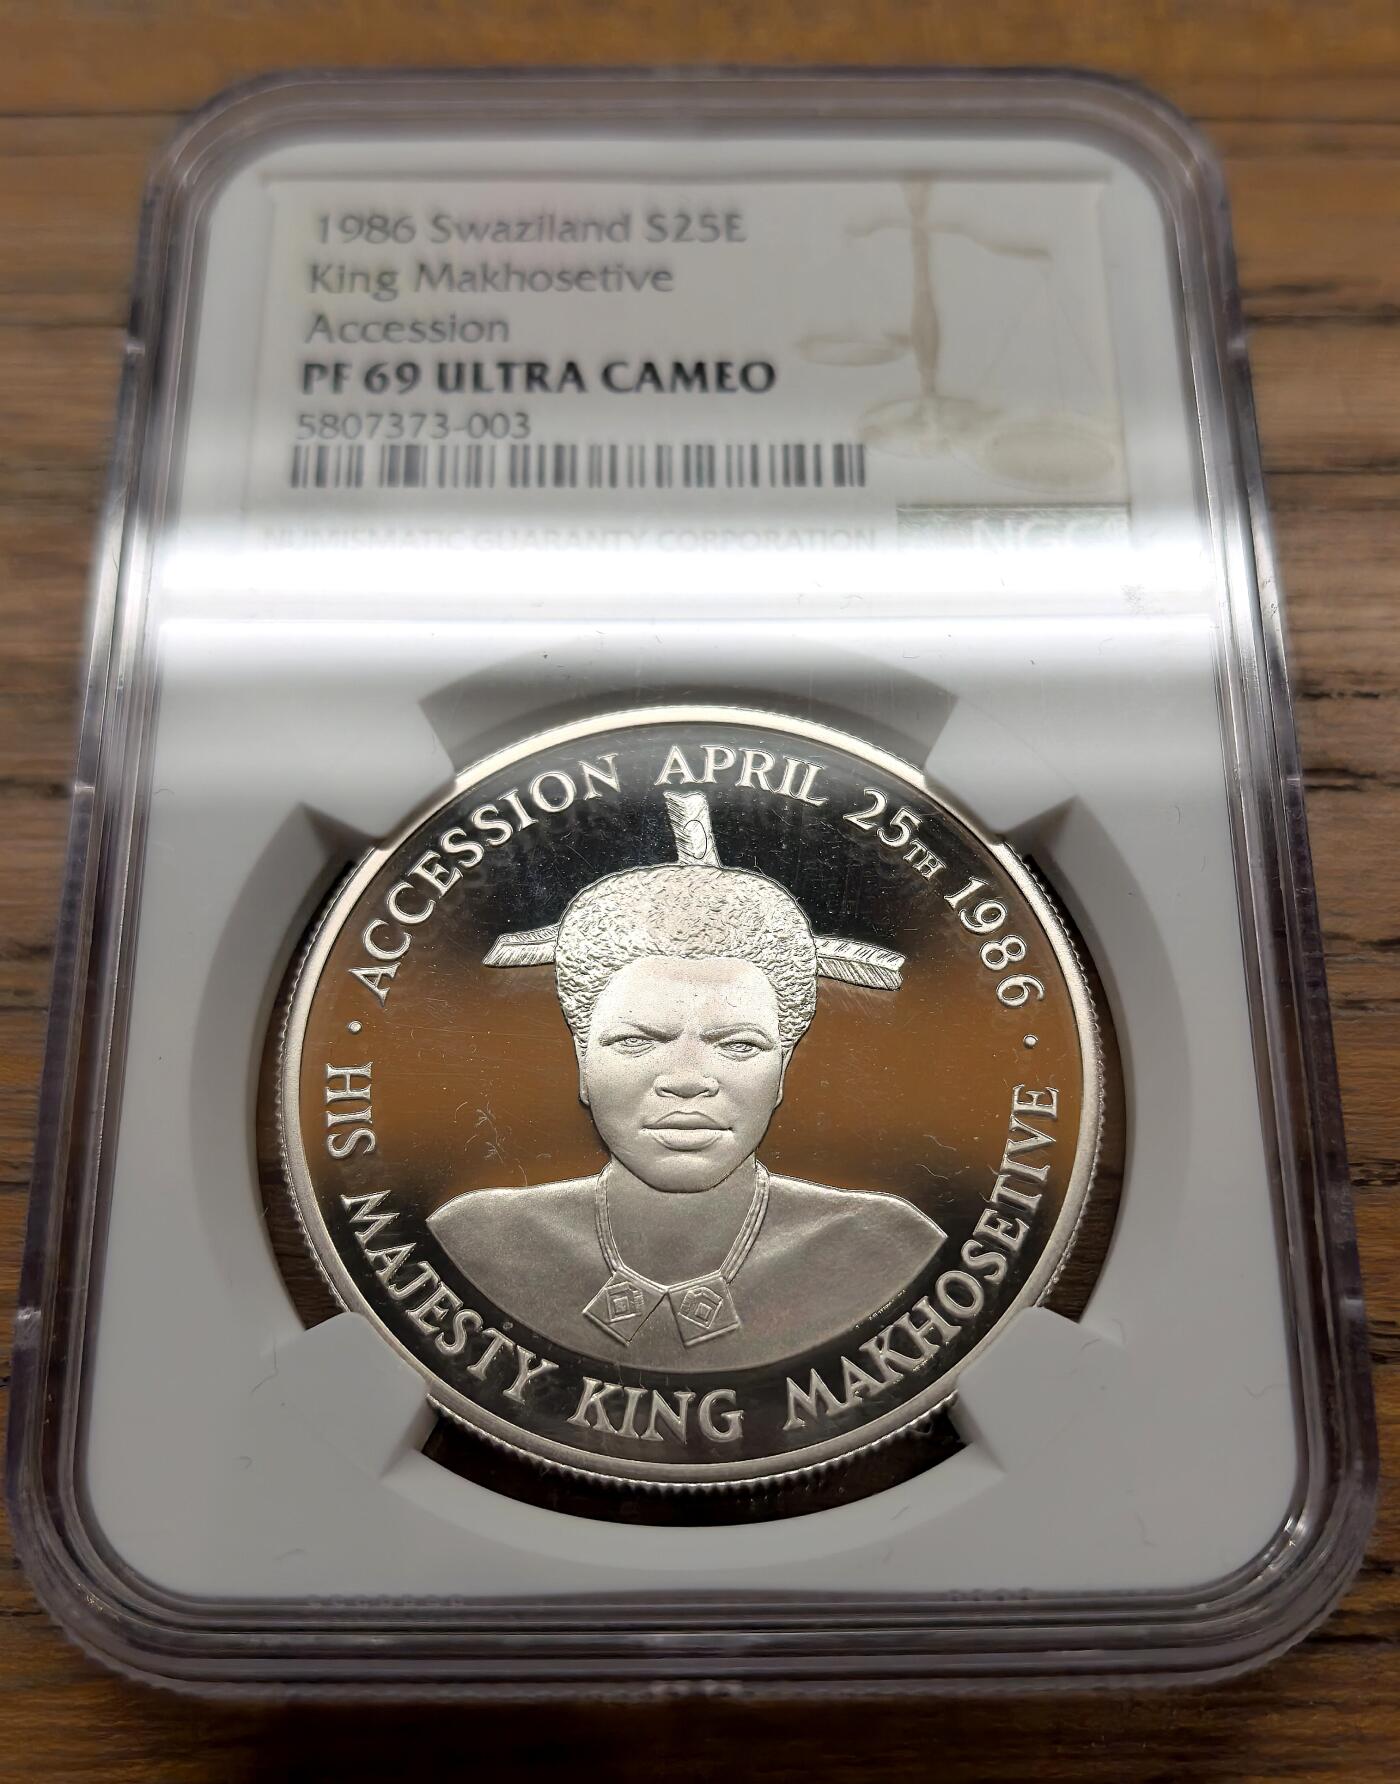 1986 Swaziland S25E
King Makhosetive
Accession
PF 69 ULTRA CAMEO
5807373-003
NUMISMATIC GUARANTY CORPORATION
NGC
· ACCESSION APRIL 25TH 1986 ·
HIS MAJESTY KING MAKHOSETIVE